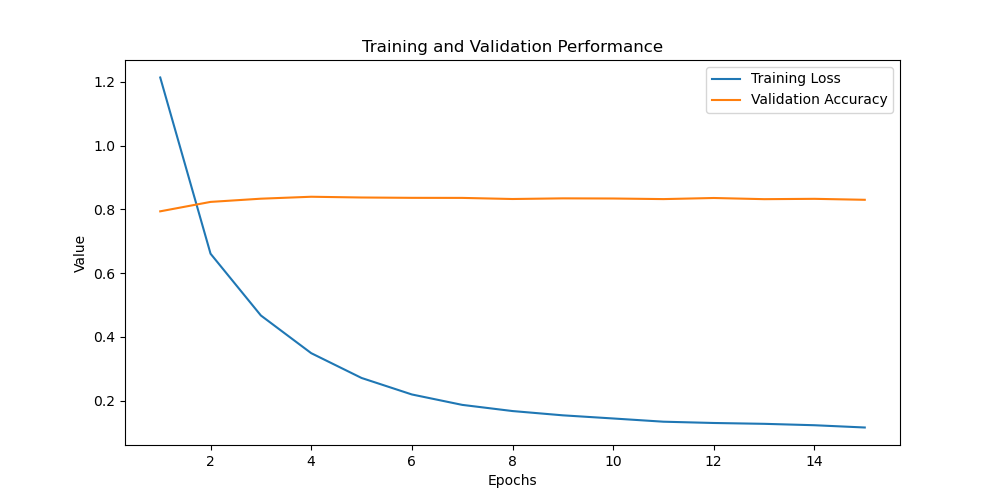 Training and Validation Performance
Training Loss
Validation Accuracy
Value
1.2
1.0
0.8
0.6
0.4
0.2
2 4 6 8 10 12 14
Epochs